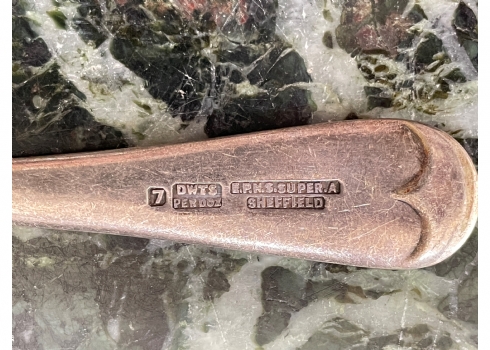 7 DWTS E.P.N.S. SUPER.A
PER DOZ SHEFFIELD